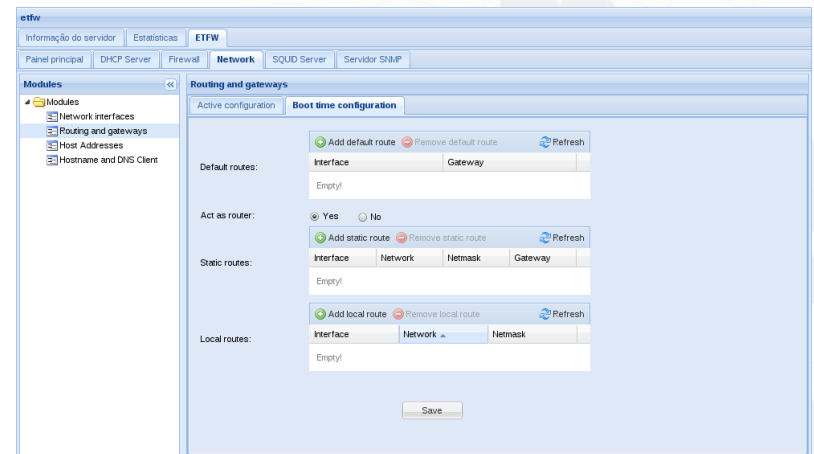 etfw
Informação do servidor Estatísticas ETFW
Painel principal DHCP Server Firewall Network SQUID Server Servidor SNMP
Modules
Modules
Network interfaces
Routing and gateways
Host Addresses
Hostname and DNS Client
Routing and gateways
Active configuration Boot time configuration
Default routes:
Add default route Remove default route Refresh
Interface Gateway
Empty!
Act as router: Yes No
Static routes:
Add static route Remove static route Refresh
Interface Network Netmask Gateway
Empty!
Local routes:
Add local route Remove local route Refresh
Interface Network Netmask
Empty!
Save